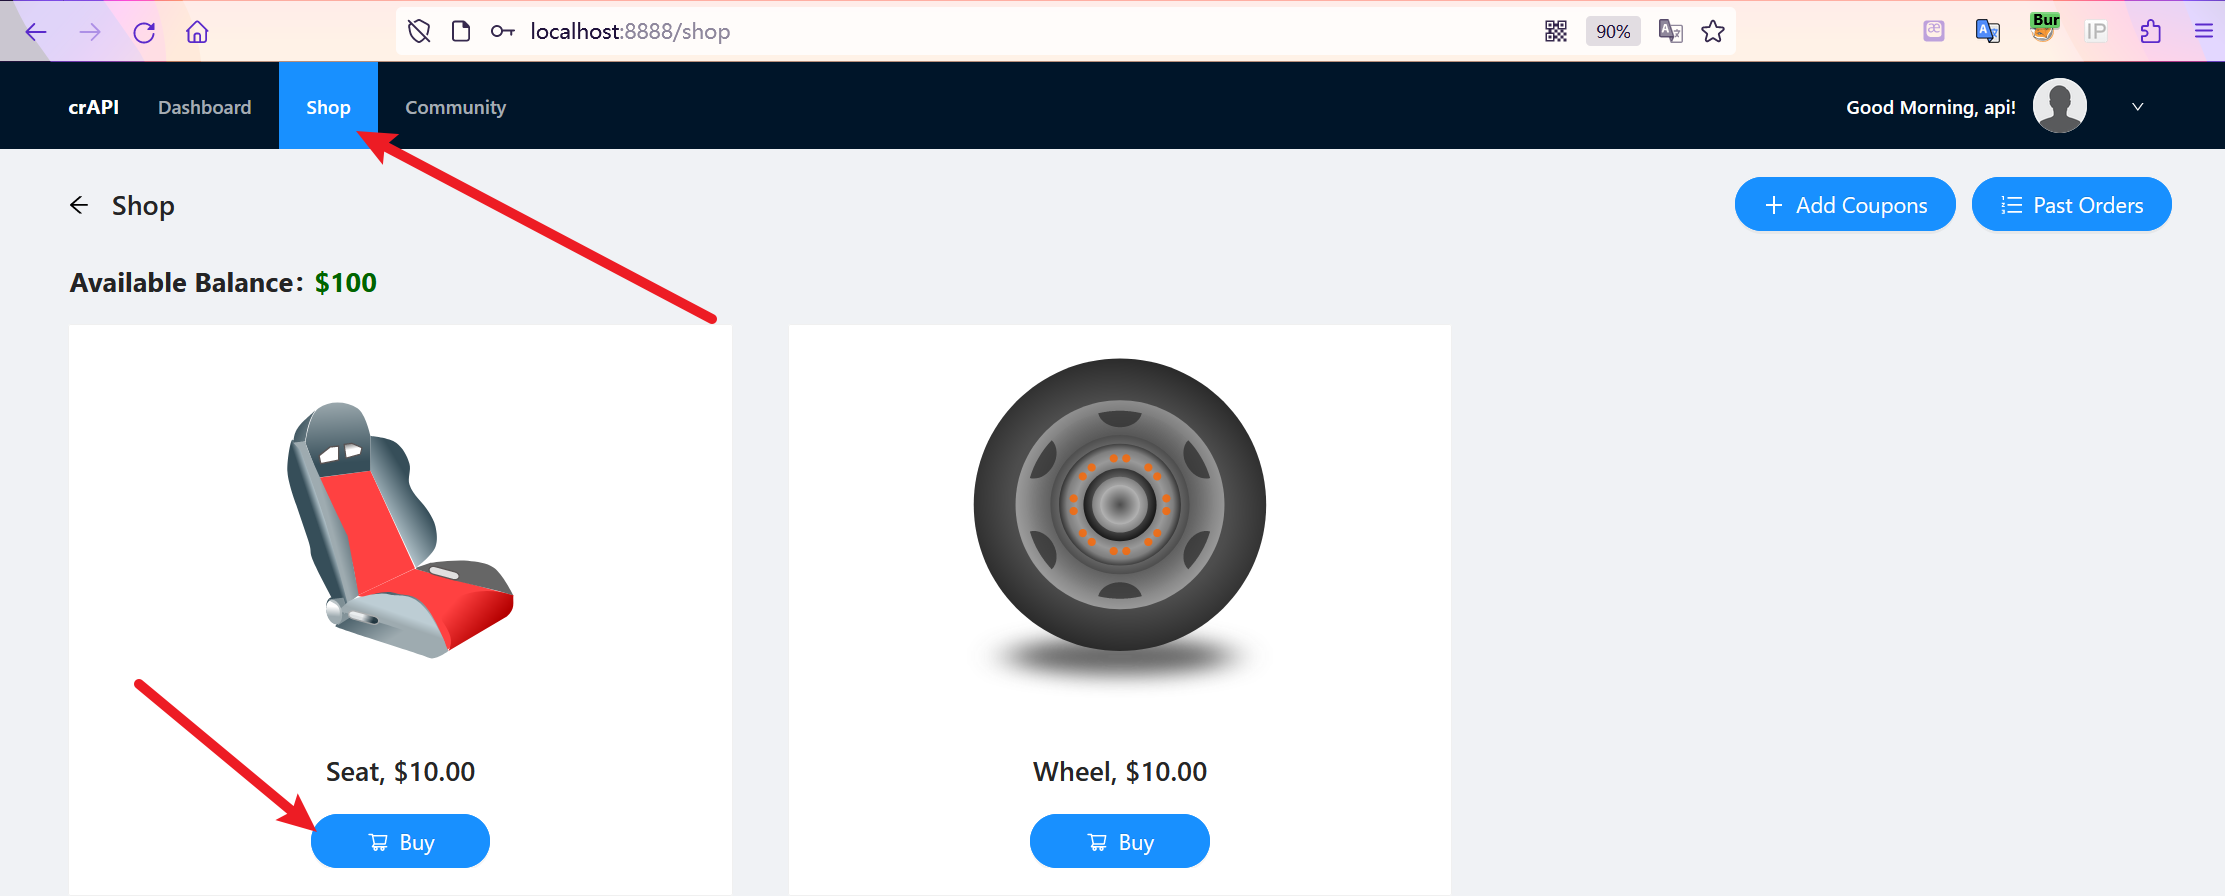 localhost:8888/shop
90%
Bur
IP
crAPI Dashboard Shop Community
Good Morning, api!
Shop
Add Coupons
Past Orders
Available Balance: $100
Seat, $10.00
Wheel, $10.00
Buy
Buy